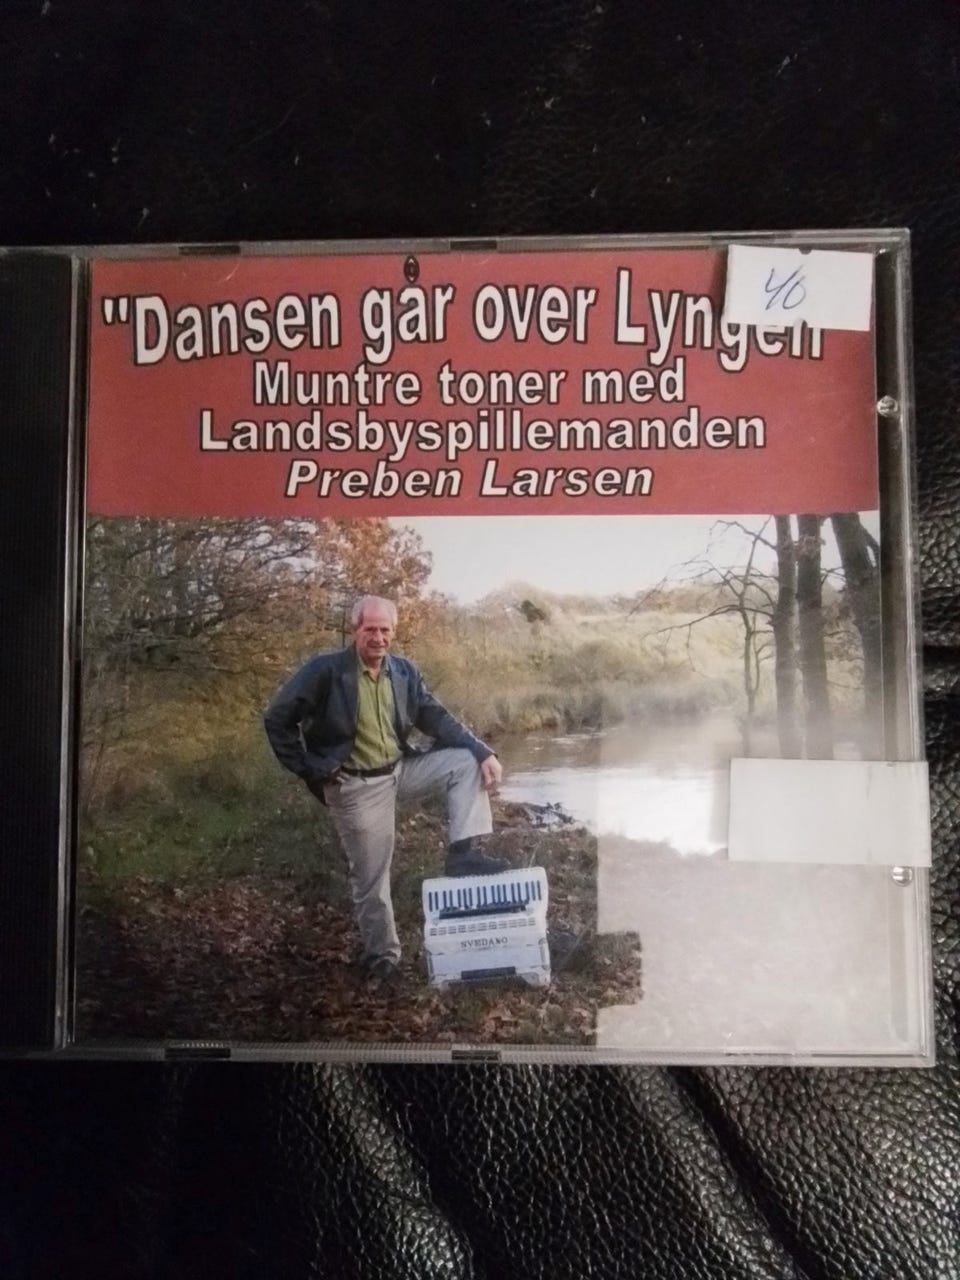 "Dansen går over Lyngen
40
Muntre toner med
Landsbyspillemanden
Preben Larsen
SVEDANO